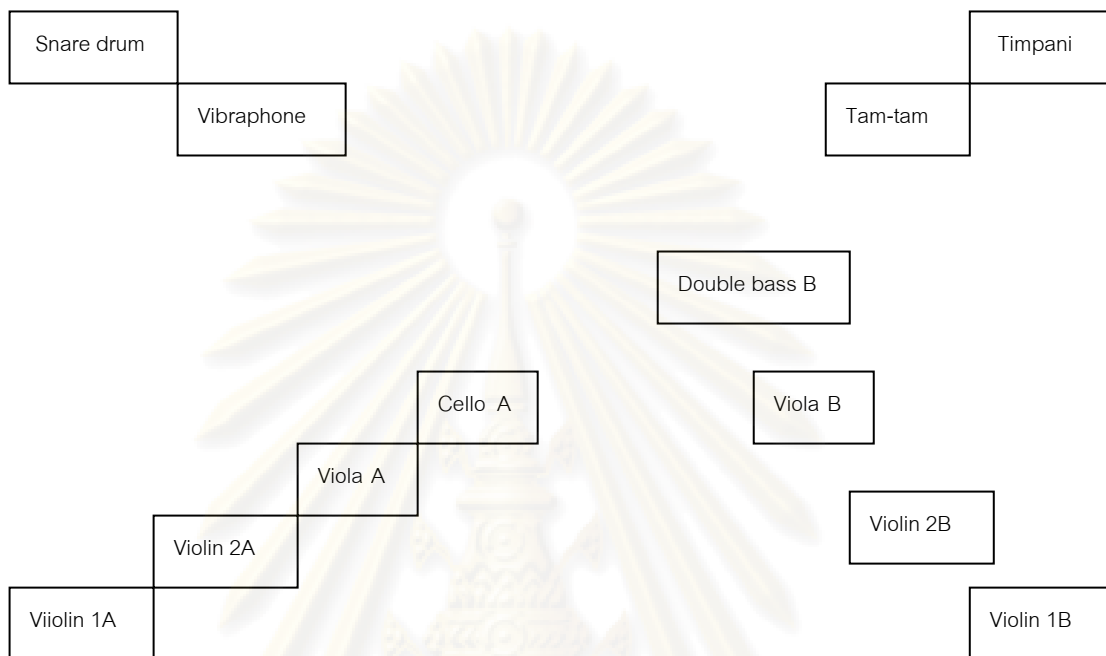 Snare drum
Timpani
Vibraphone
Tam-tam
Double bass B
Cello A
Viola B
Viola A
Violin 2B
Violin 2A
Viiolin 1A
Violin 1B